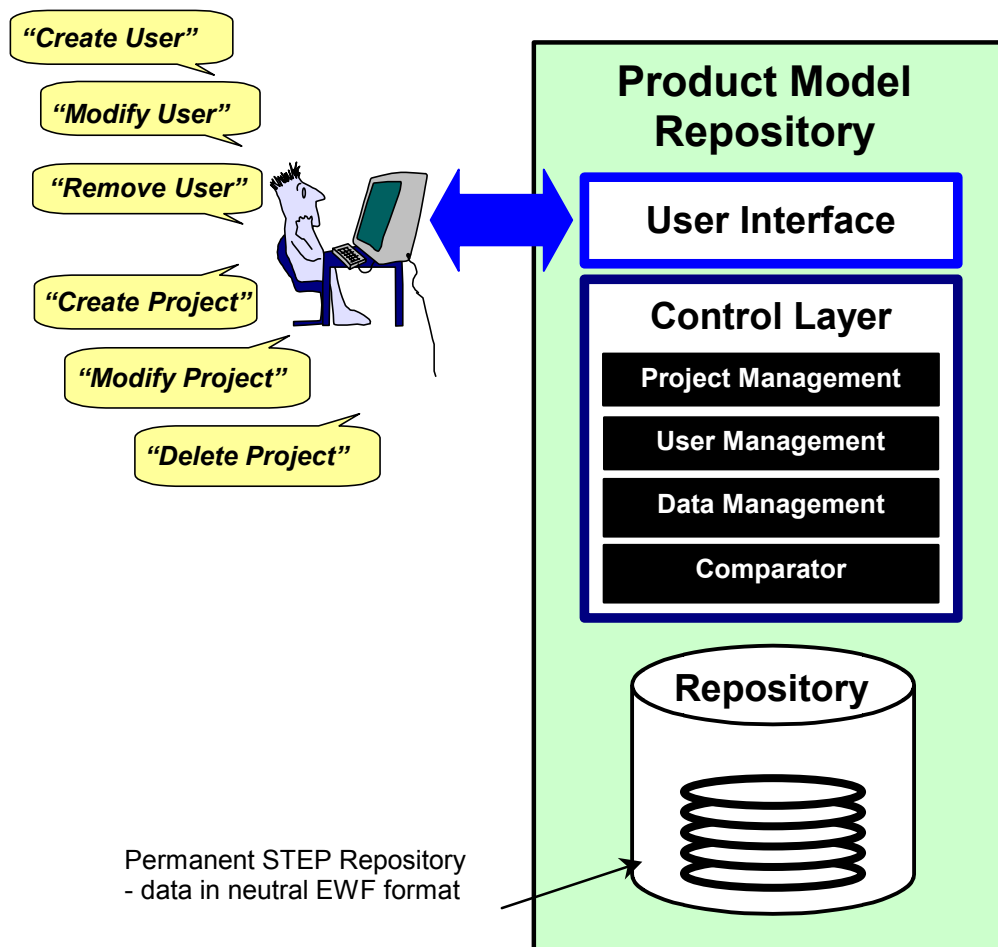 “Create User”
“Modify User”
“Remove User”
“Create Project”
“Modify Project”
“Delete Project”
Product Model
Repository
User Interface
Control Layer
Project Management
User Management
Data Management
Comparator
Repository
Permanent STEP Repository
- data in neutral EWF format